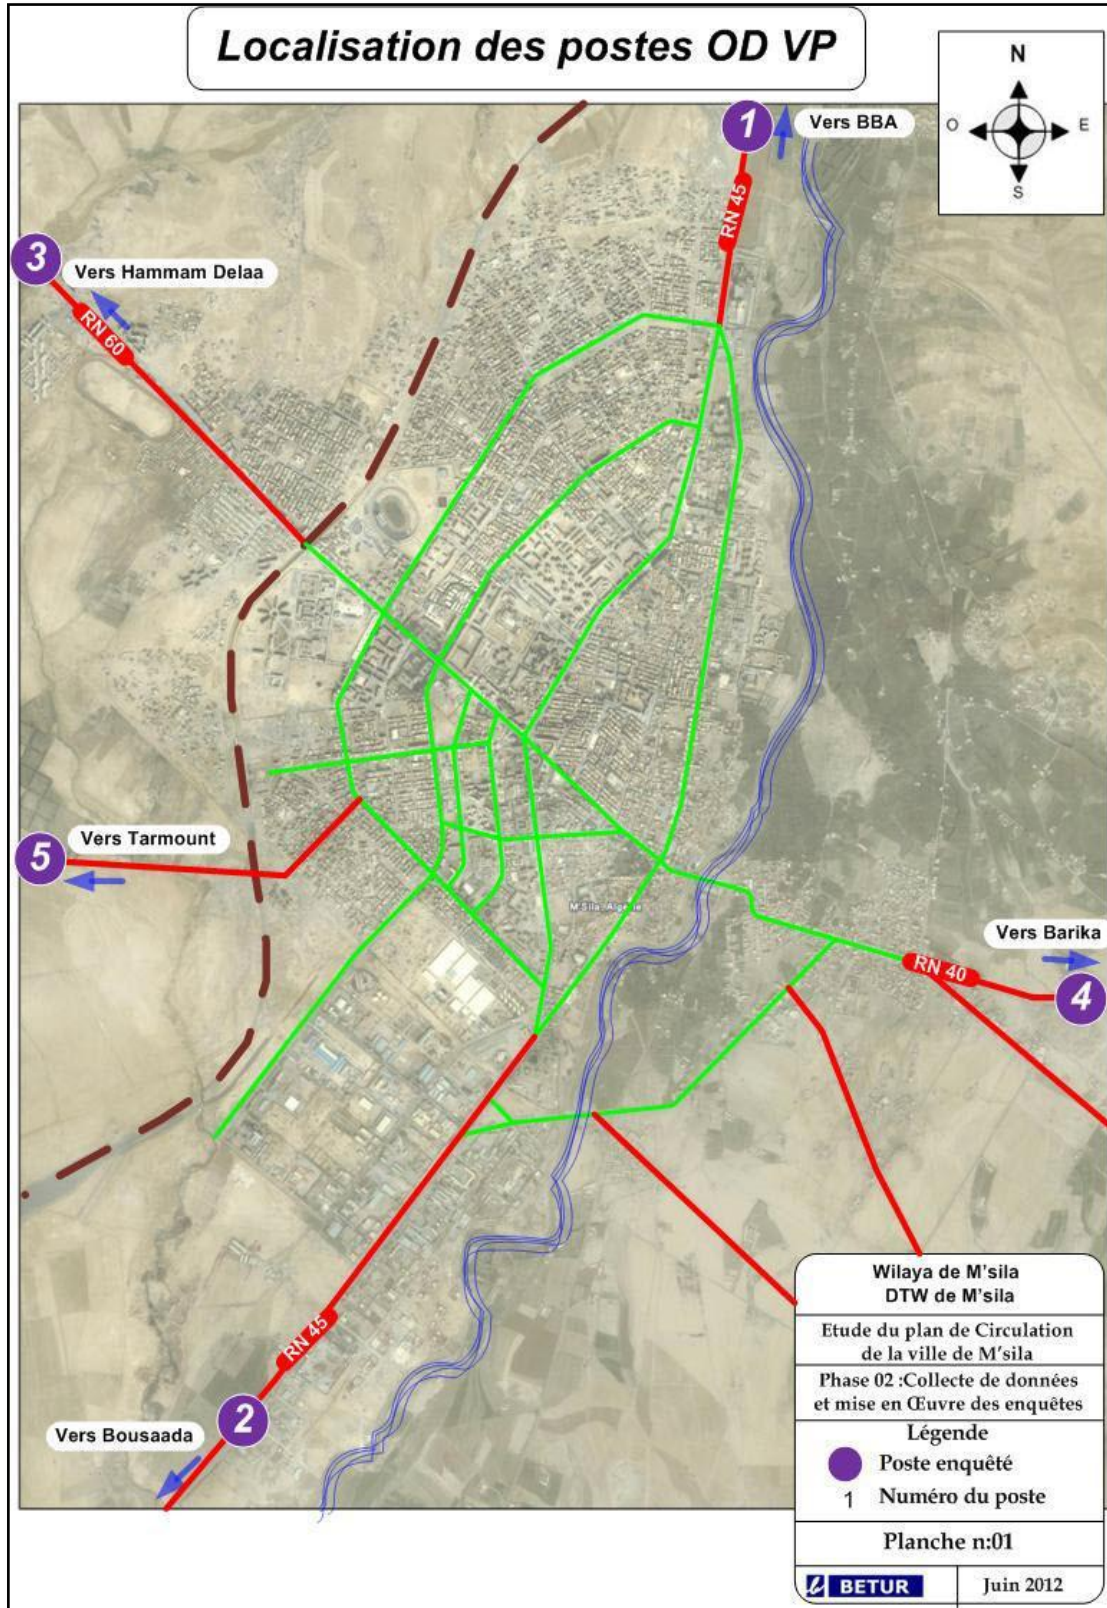 Localisation des postes OD VP
N
O
E
S
1
Vers BBA
RN 45
3
Vers Hammam Delaa
RN 60
Vers Tarmount
5
M'Sila, Algérie
Vers Barika
RN 40
4
RN 45
2
Vers Bousaada
Wilaya de M'sila
DTW de M'sila
Etude du plan de Circulation
de la ville de M'sila
Phase 02 :Collecte de données
et mise en Œuvre des enquêtes
Légende
Poste enquêté
1 Numéro du poste
Planche n:01
BETUR
Juin 2012